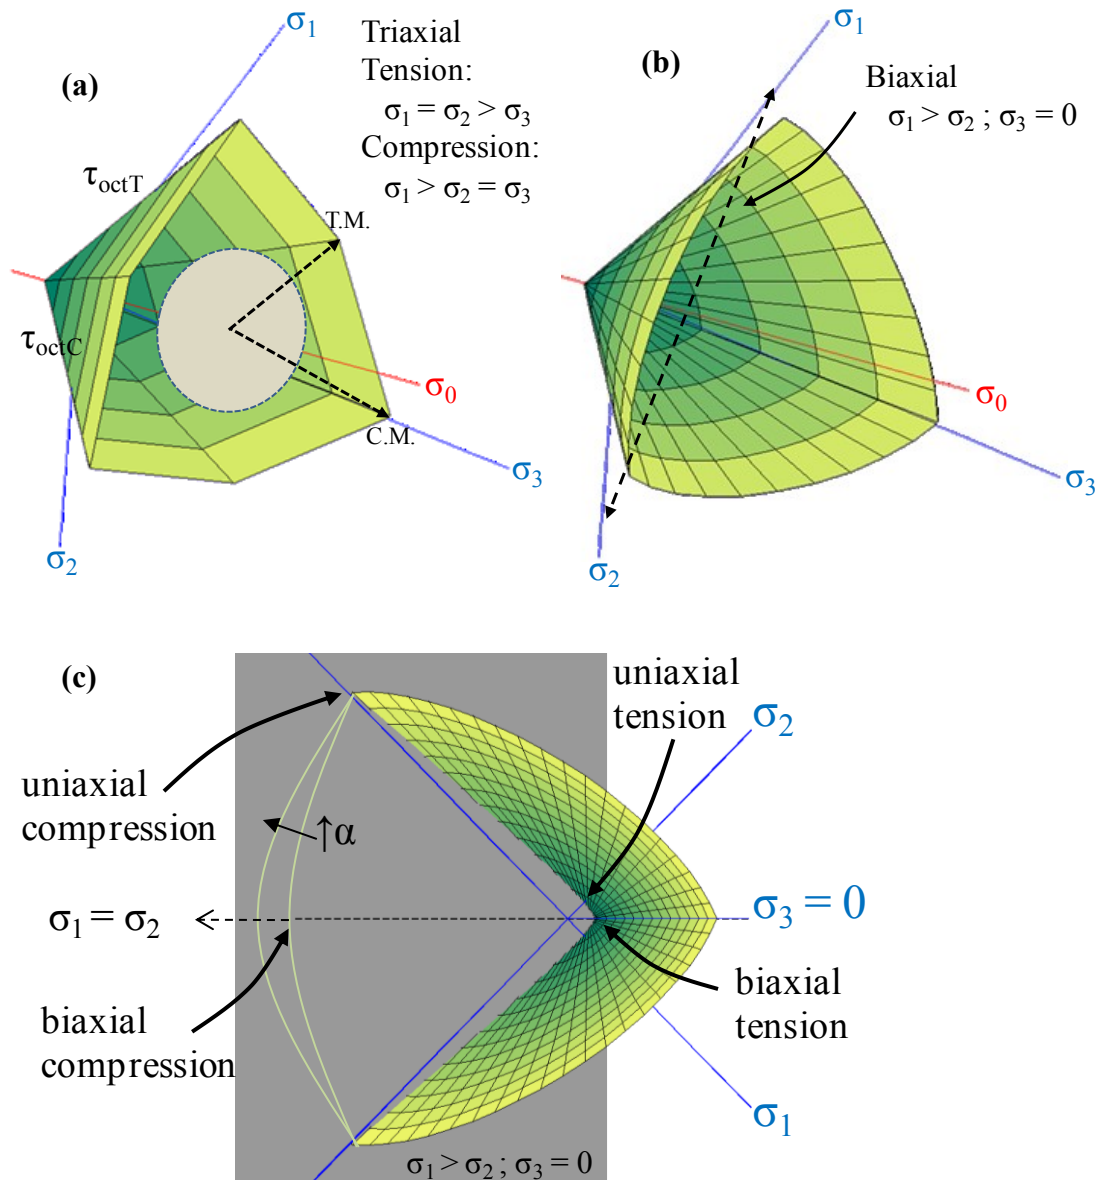 (a)
σ₁
Triaxial
Tension:
σ₁ = σ₂ > σ₃
Compression:
σ₁ > σ₂ = σ₃
τoctT
T.M.
τoctC
C.M.
σ₀
σ₃
σ₂
(b)
σ₁
Biaxial
σ₁ > σ₂ ; σ₃ = 0
σ₀
σ₃
σ₂
(c)
uniaxial
tension
σ₂
uniaxial
compression
↑α
σ₁ = σ₂
σ₃ = 0
biaxial
compression
biaxial
tension
σ₁
σ₁ > σ₂ ; σ₃ = 0